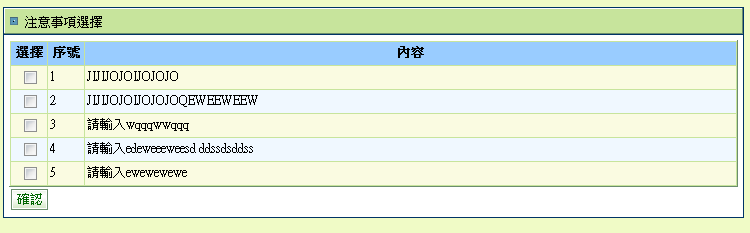 注意事項選擇
選擇 序號 內容
1 JIJIJOJOIJOJOJO
2 JIJIJOJOIJOJOJOQEWEEWEEW
3 請輸入wqqqwwqqq
4 請輸入edeweeeweesd ddssdsddss
5 請輸入ewewewewe
確認